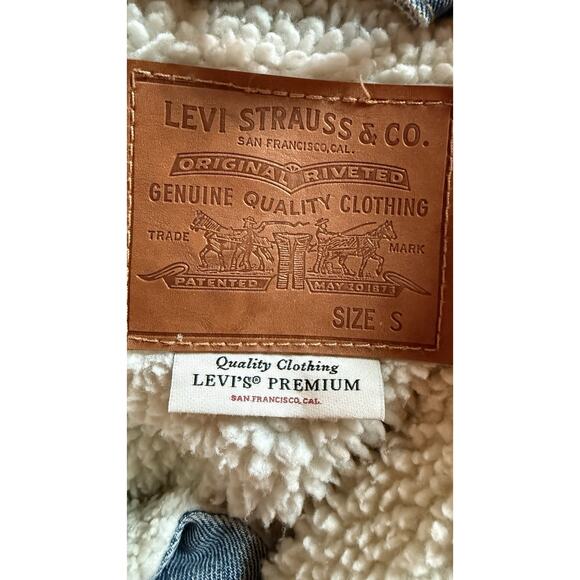 LEVI STRAUSS & CO.
SAN FRANCISCO, CAL.
ORIGINAL RIVETED
GENUINE QUALITY CLOTHING
TRADE MARK
PATENTED MAY 20 1873
SIZE S
Quality Clothing
LEVI'S® PREMIUM
SAN FRANCISCO, CAL.